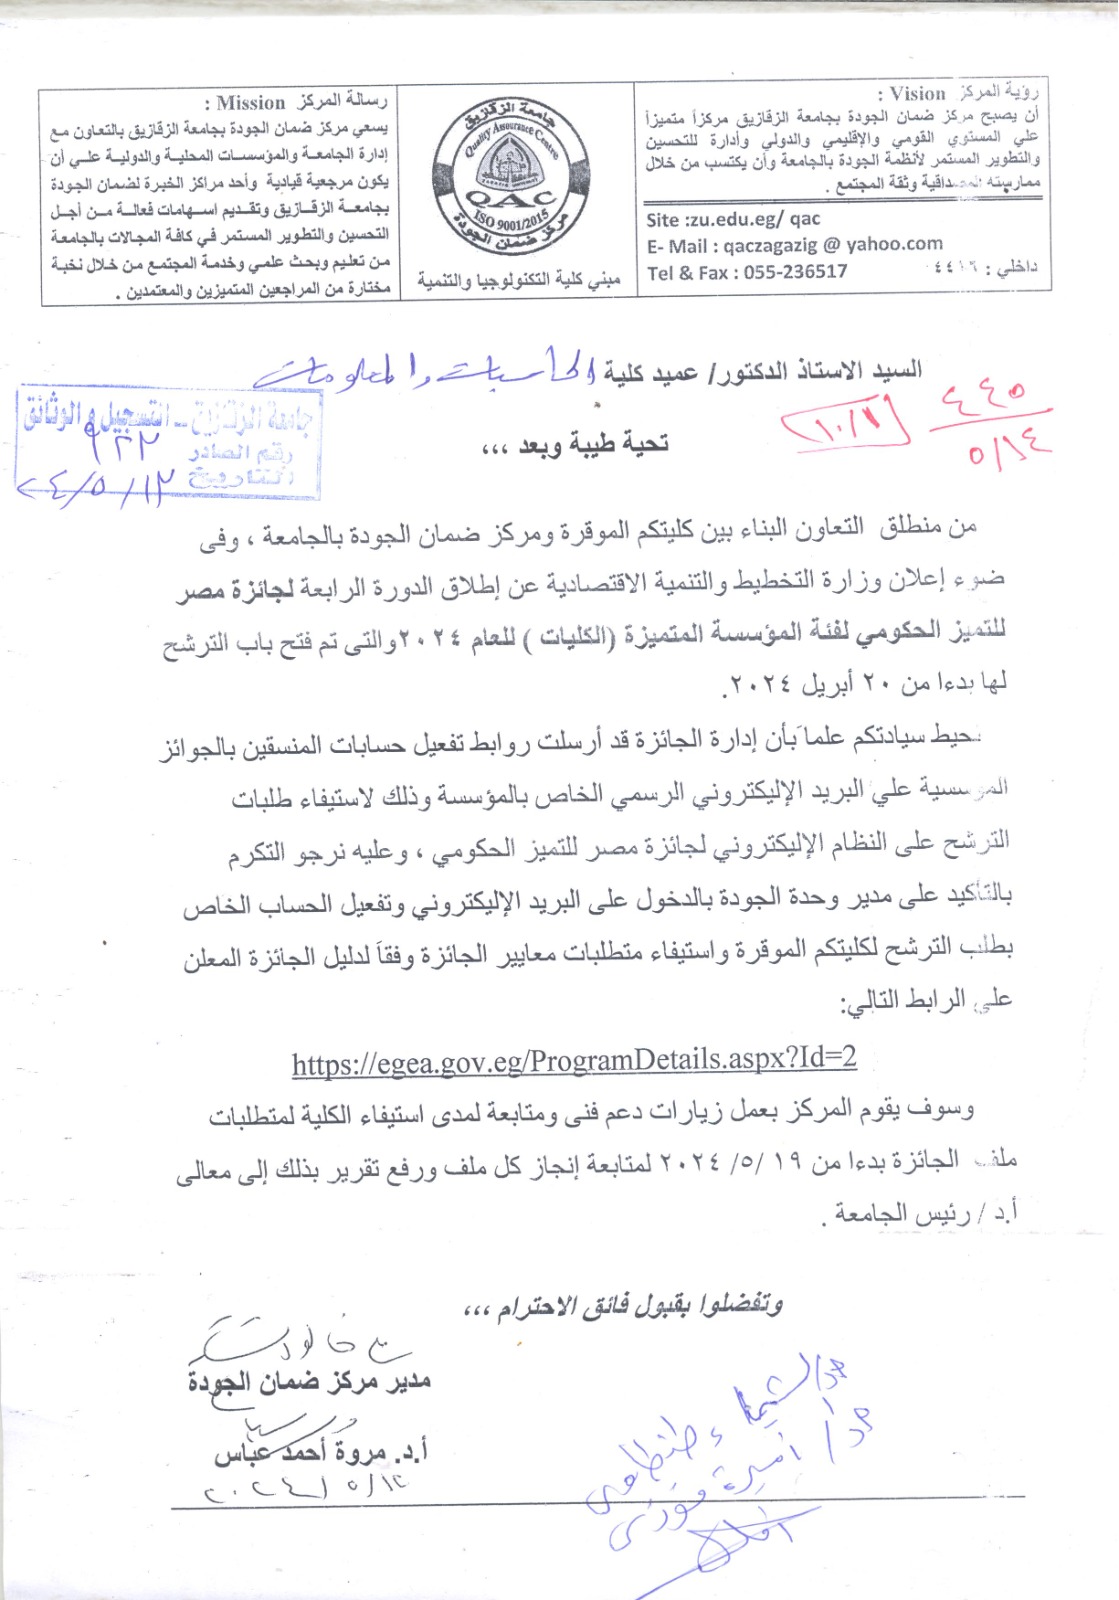 رؤية المركز Vision :
أن يصبح مركز ضمان الجودة بجامعة الزقازيق مركزاً متميزاً
علي المستوي القومي والإقليمي والدولي وأدارة للتحسين
والتطوير المستمر لأنظمة الجودة بالجامعة وأن يكتسب من خلال
ممارسته المصداقية وثقة المجتمع .
Site :zu.edu.eg/ qac
E- Mail : qaczagazig @ yahoo.com
Tel & Fax : 055-236517
داخلي : ٤٤١٦
جامعة الزقازيق
Quality Assurance Centre
ZAGAZIG UNIVERSITY
QAC
ISO 9001/2015
مركز ضمان الجودة
مبني كلية التكنولوجيا والتنمية
رسالة المركز Mission :
يسعي مركز ضمان الجودة بجامعة الزقازيق بالتعاون مع
إدارة الجامعة والمؤسسات المحلية والدولية علي أن
يكون مرجعية قيادية وأحد مراكز الخبرة لضمان الجودة
بجامعة الزقازيق وتقديم اسهامات فعالة من أجل
التحسين والتطوير المستمر في كافة المجالات بالجامعة
من تعليم وبحث علمي وخدمة المجتمع من خلال نخبة
مختارة من المراجعين المتميزين والمعتمدين .
السيد الاستاذ الدكتور/ عميد كلية الحاسبات والمعلومات
٤٤٥
٥/١٤
١٠/١
جامعة الزقازيق - التسجيل والوثائق
رقم الصادر ٩٢٢
التاريخ ٢٤/٥/١٢
تحية طيبة وبعد ,,,
من منطلق التعاون البناء بين كليتكم الموقرة ومركز ضمان الجودة بالجامعة ، وفى
ضوء إعلان وزارة التخطيط والتنمية الاقتصادية عن إطلاق الدورة الرابعة لجائزة مصر
للتميز الحكومي لفئة المؤسسة المتميزة (الكليات ) للعام ٢٠٢٤والتى تم فتح باب الترشح
لها بدءا من ٢٠ أبريل ٢٠٢٤.
نحيط سيادتكم علماَ بأن إدارة الجائزة قد أرسلت روابط تفعيل حسابات المنسقين بالجوائز
المؤسسية علي البريد الإليكتروني الرسمي الخاص بالمؤسسة وذلك لاستيفاء طلبات
الترشح على النظام الإليكتروني لجائزة مصر للتميز الحكومي ، وعليه نرجو التكرم
بالتأكيد على مدير وحدة الجودة بالدخول على البريد الإليكتروني وتفعيل الحساب الخاص
بطلب الترشح لكليتكم الموقرة واستيفاء متطلبات معايير الجائزة وفقاَ لدليل الجائزة المعلن
على الرابط التالي:
https://egea.gov.eg/ProgramDetails.aspx?Id=2
وسوف يقوم المركز بعمل زيارات دعم فنى ومتابعة لمدى استيفاء الكلية لمتطلبات
ملف الجائزة بدءا من ١٩ /٥/ ٢٠٢٤ لمتابعة إنجاز كل ملف ورفع تقرير بذلك إلى معالى
أ.د / رئيس الجامعة .
وتفضلوا بقبول فائق الاحترام ,,,
مدير مركز ضمان الجودة
أ.د. مروة أحمد عباس
٢٠٢٤/٥/١٢
الشيماء طنطاوي
د/ أميرة فوزى